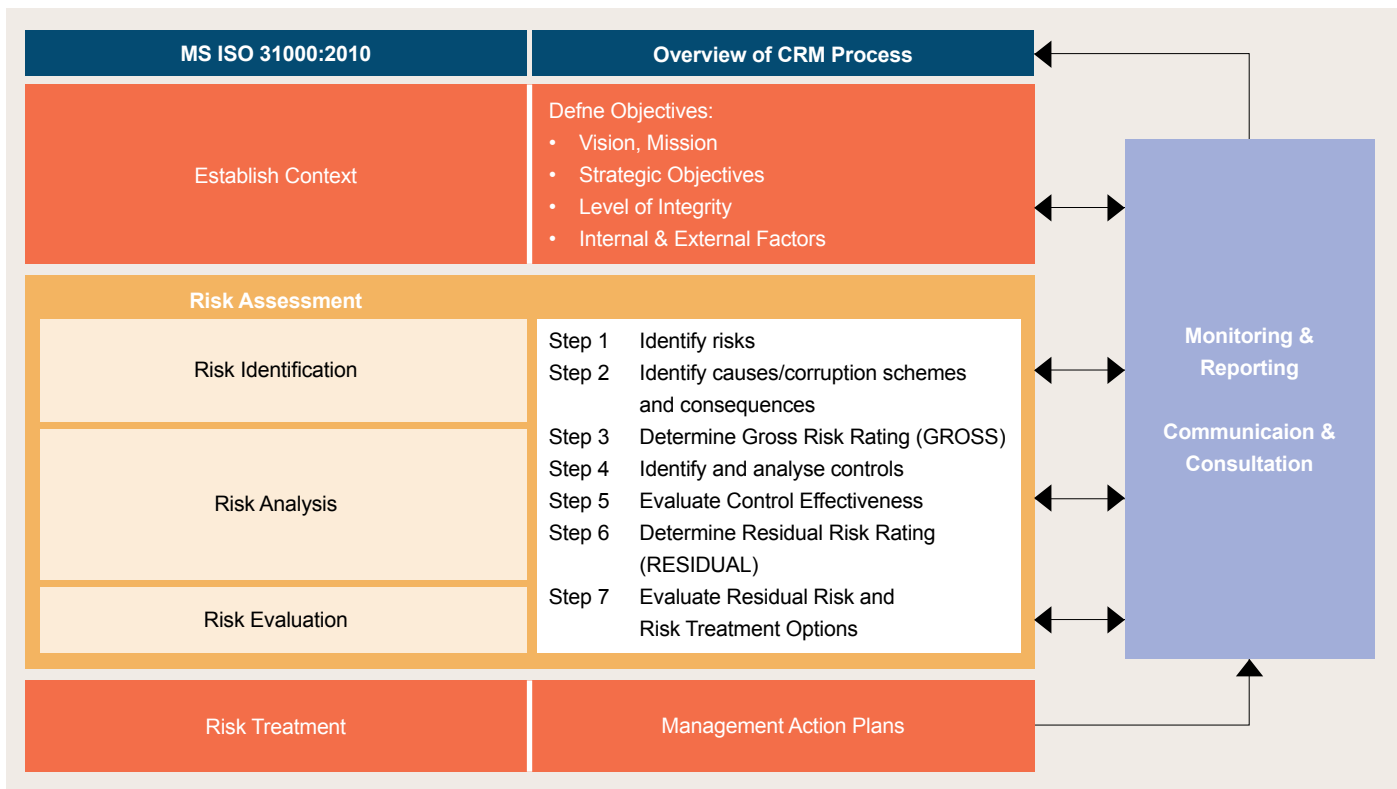 MS ISO 31000:2010
Overview of CRM Process
Establish Context
Defne Objectives:
• Vision, Mission
• Strategic Objectives
• Level of Integrity
• Internal & External Factors
Risk Assessment
Risk Identification
Risk Analysis
Risk Evaluation
Step 1 Identify risks
Step 2 Identify causes/corruption schemes
and consequences
Step 3 Determine Gross Risk Rating (GROSS)
Step 4 Identify and analyse controls
Step 5 Evaluate Control Effectiveness
Step 6 Determine Residual Risk Rating
(RESIDUAL)
Step 7 Evaluate Residual Risk and
Risk Treatment Options
Risk Treatment
Management Action Plans
Monitoring &
Reporting
Communicaion &
Consultation